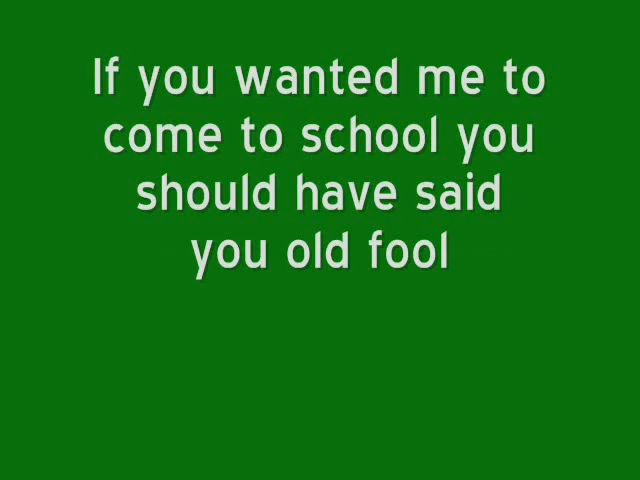 If you wanted me to
come to school you
should have said
you old fool